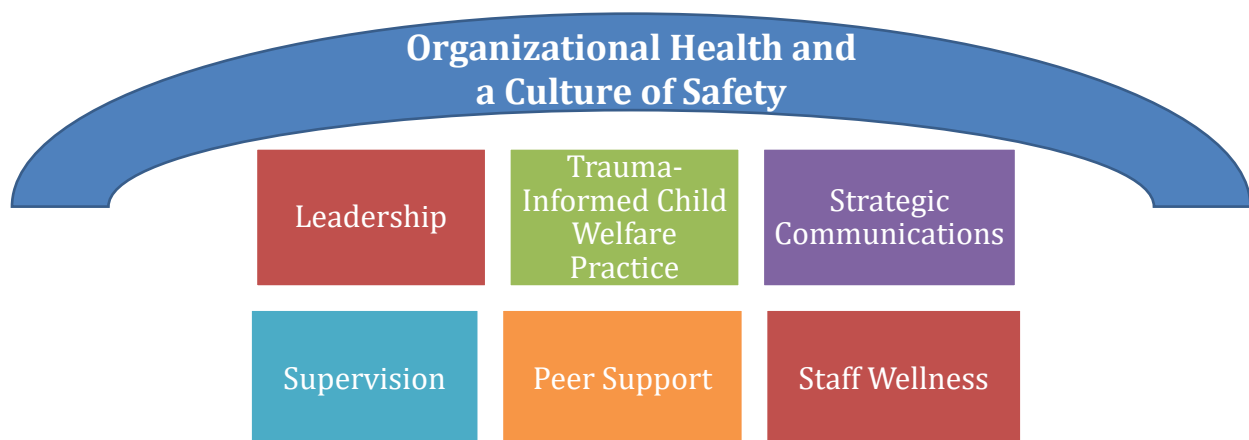 Organizational Health and
a Culture of Safety
Leadership
Trauma-
Informed Child
Welfare
Practice
Strategic
Communications
Supervision
Peer Support
Staff Wellness